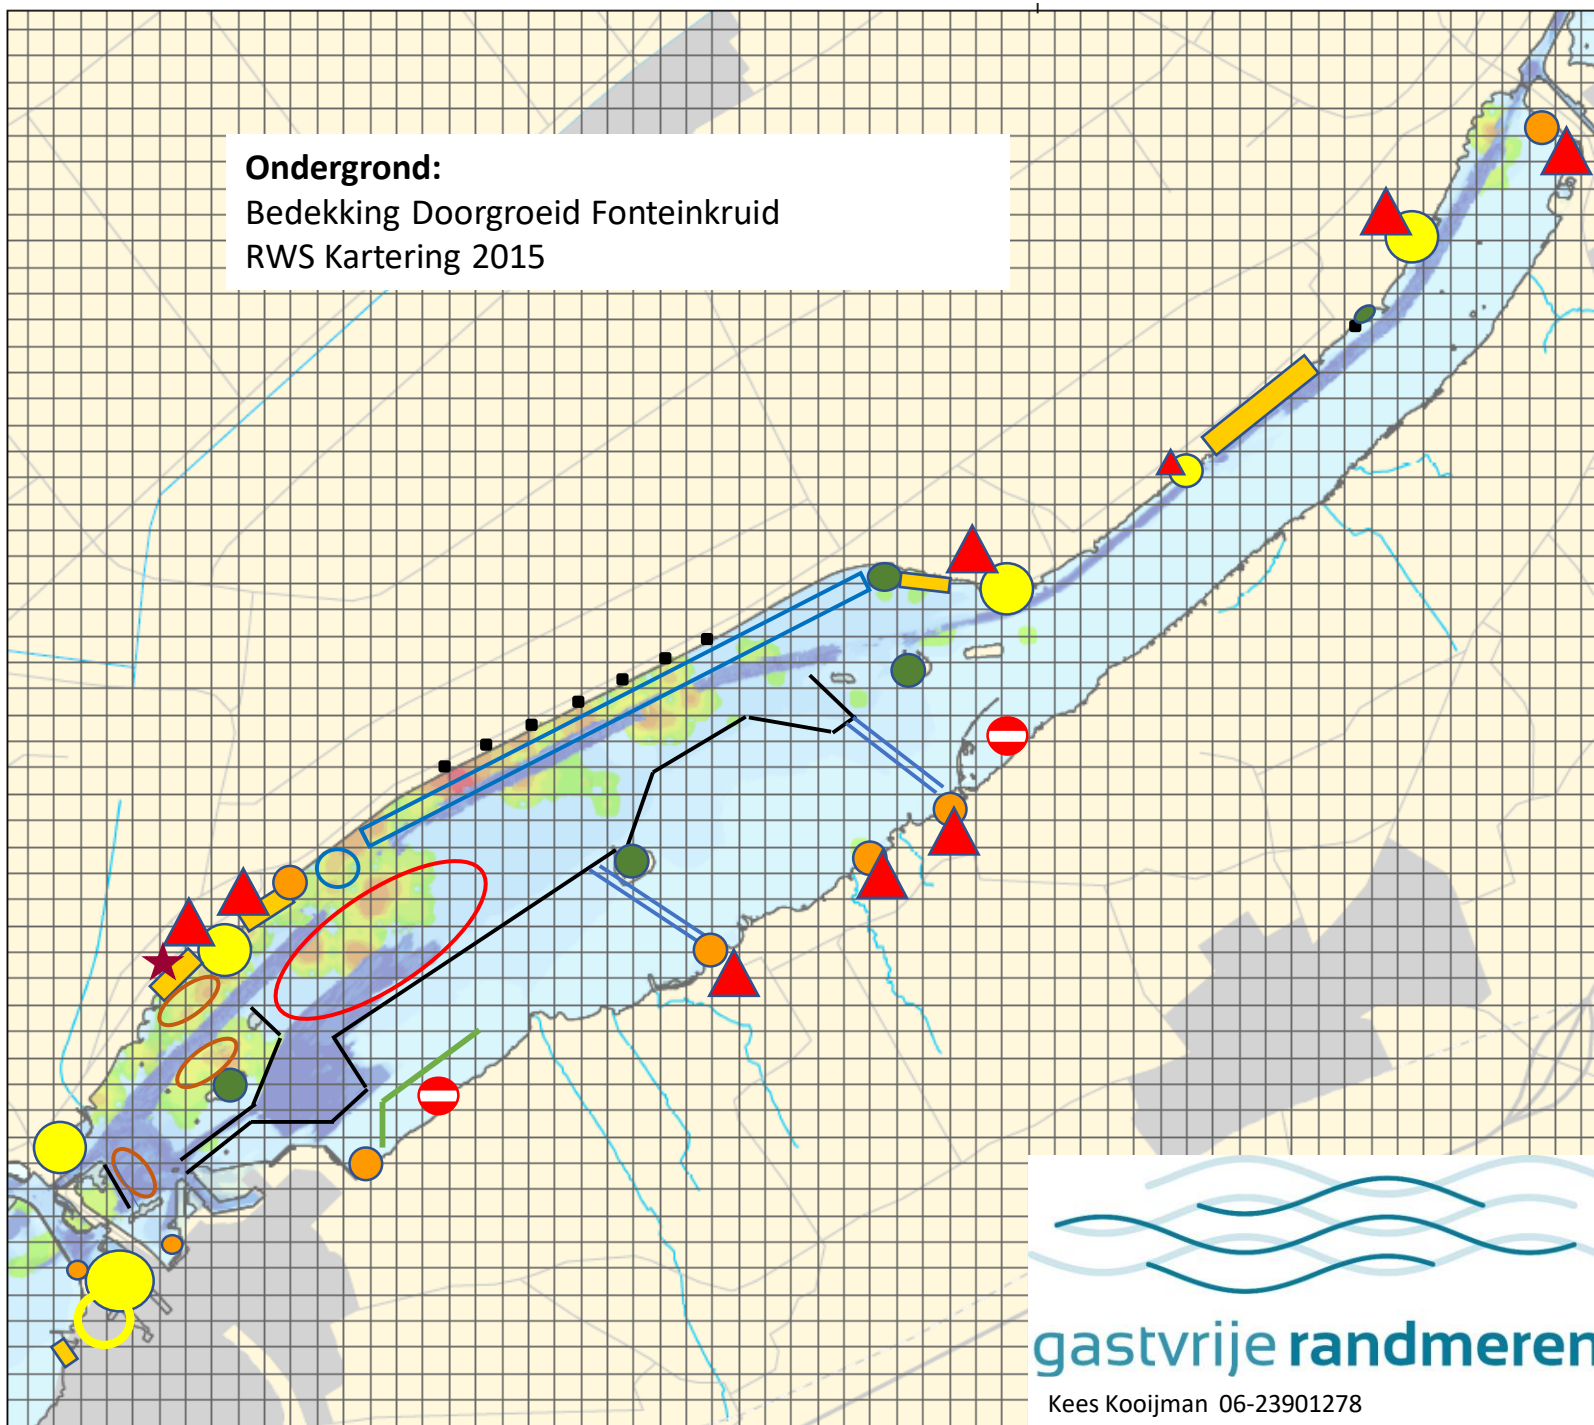 Ondergrond:
Bedekking Doorgroeid Fonteinkruid
RWS Kartering 2015
gastvrije randmeren
Kees Kooijman 06-23901278